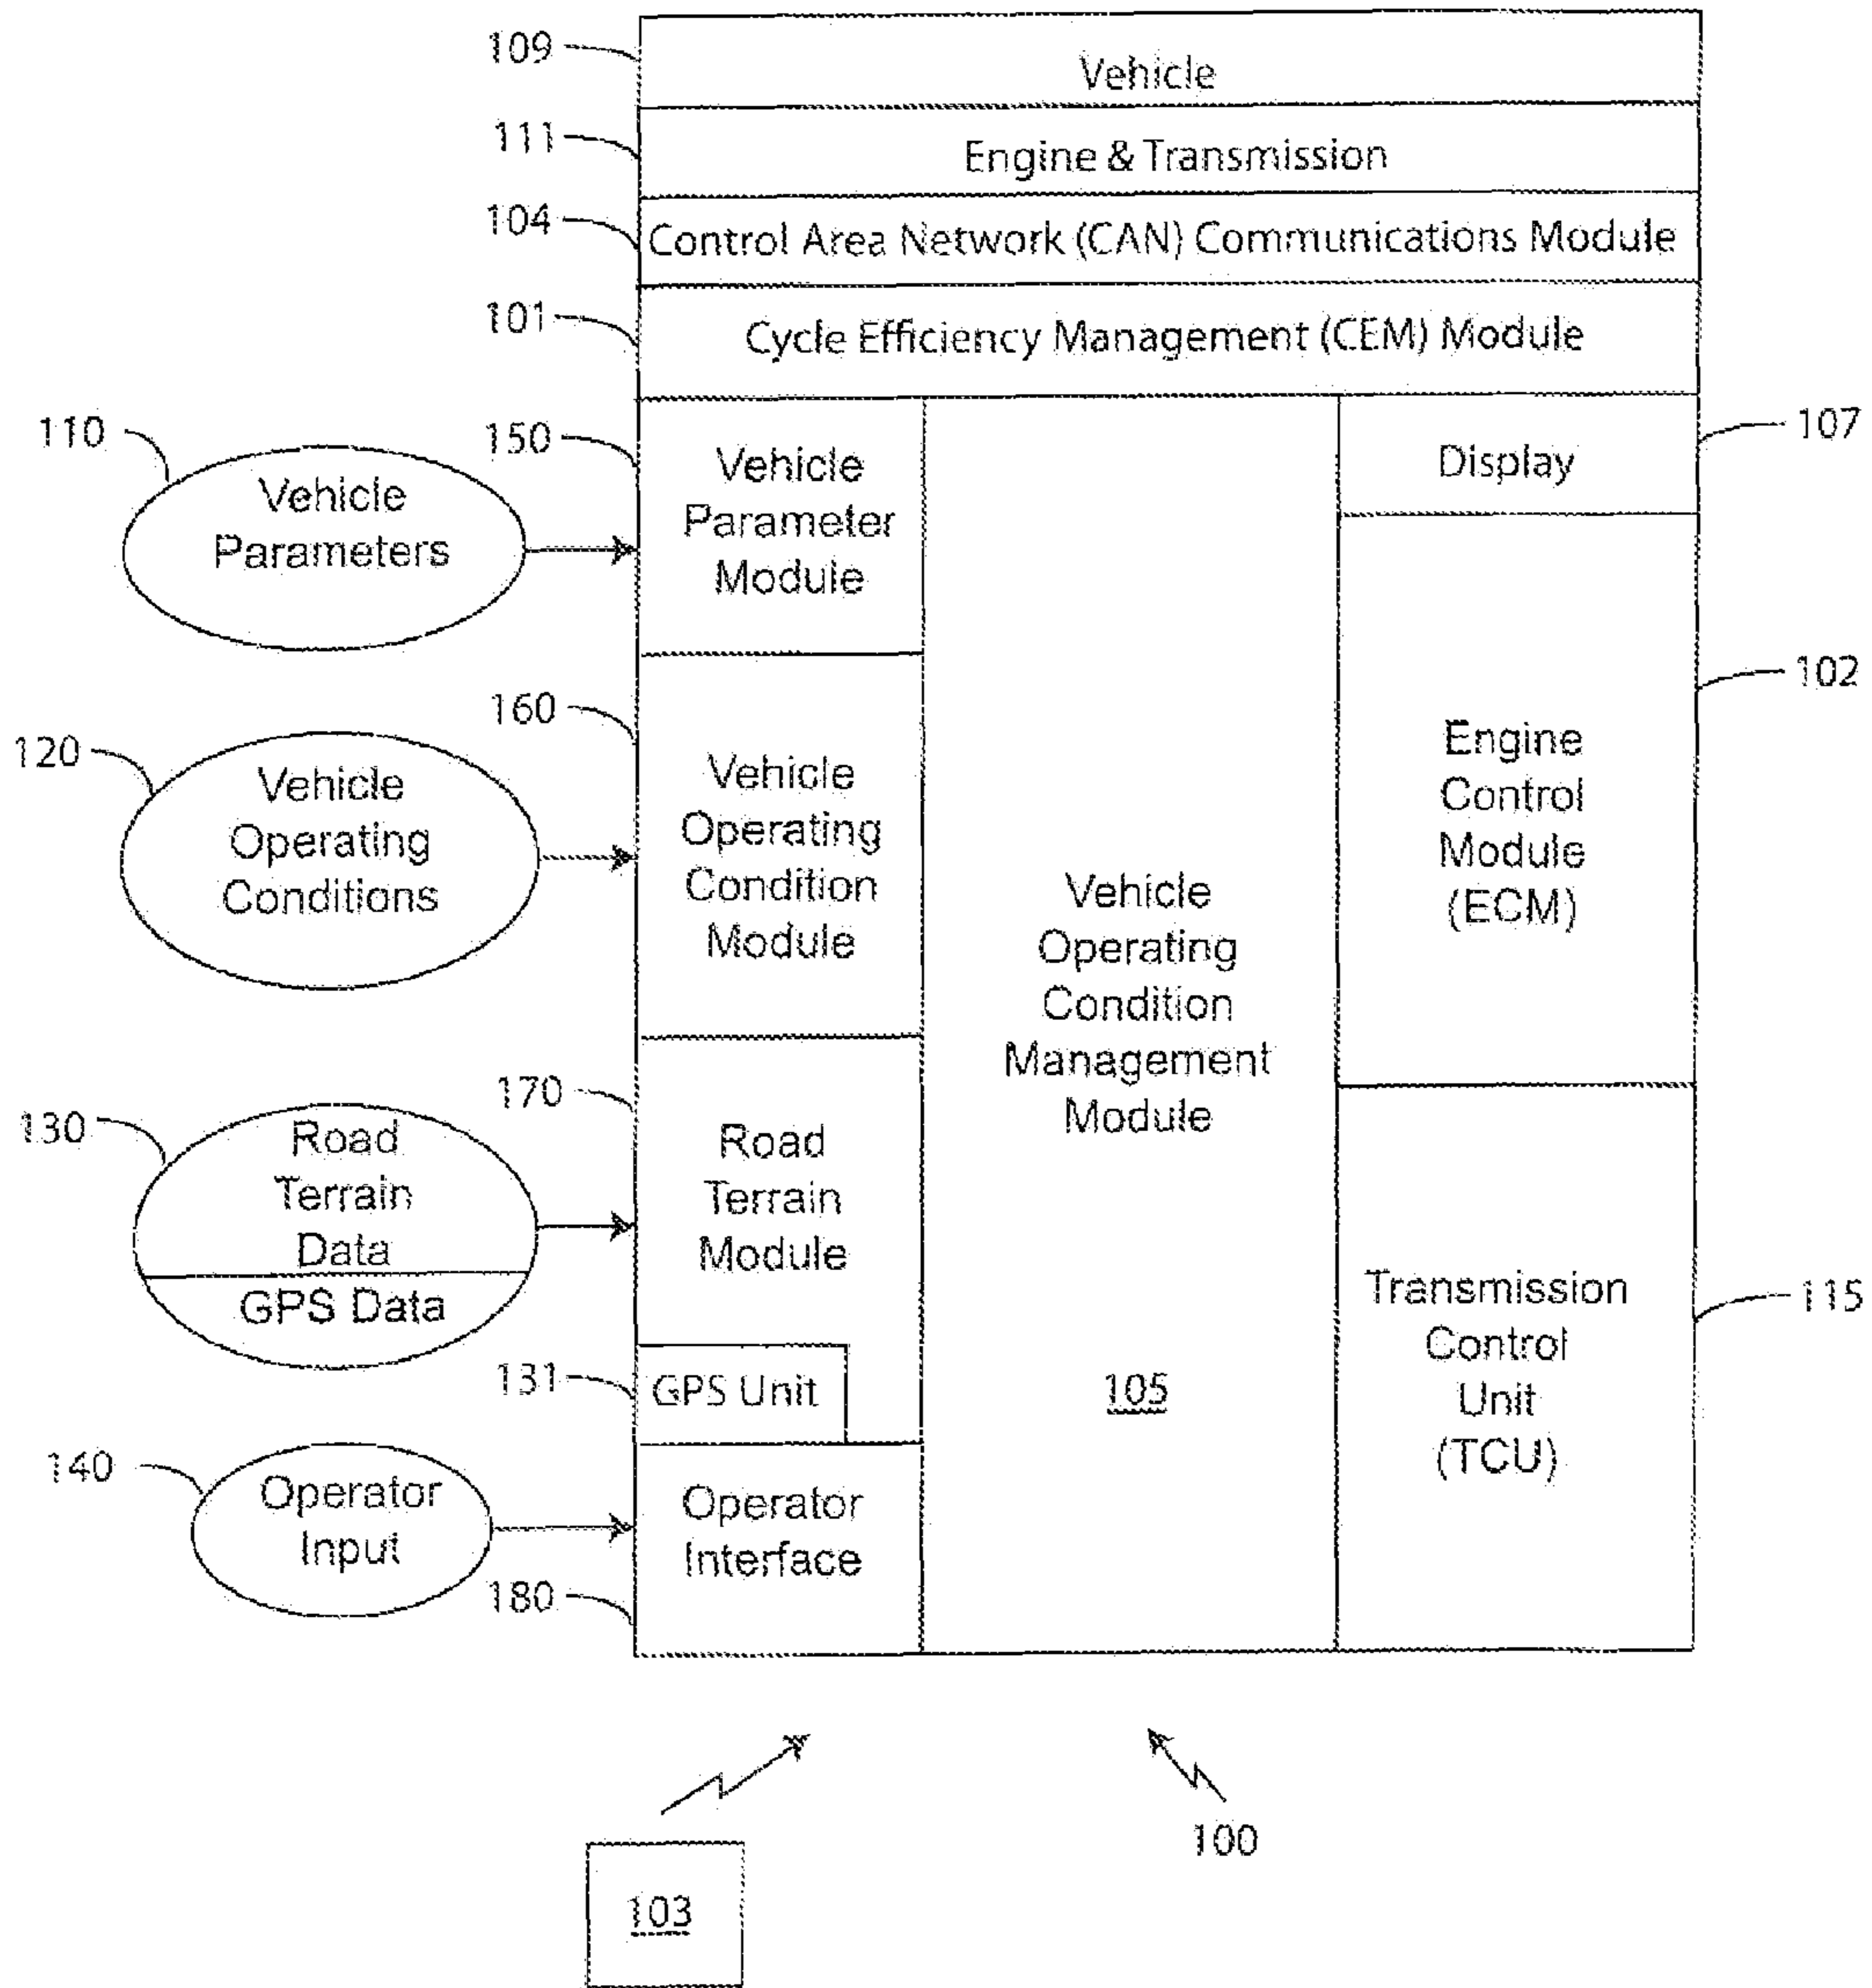 109
Vehicle
111
Engine & Transmission
104
Control Area Network (CAN) Communications Module
101
Cycle Efficiency Management (CEM) Module
110
Vehicle
Parameters
150
Vehicle
Parameter
Module
107
Display
120
Vehicle
Operating
Conditions
160
Vehicle
Operating
Condition
Module
102
Engine
Control
Module
(ECM)
Vehicle
Operating
Condition
Management
Module
105
130
Road
Terrain
Data
GPS Data
170
Road
Terrain
Module
131
GPS Unit
115
Transmission
Control
Unit
(TCU)
140
Operator
Input
180
Operator
Interface
103
100